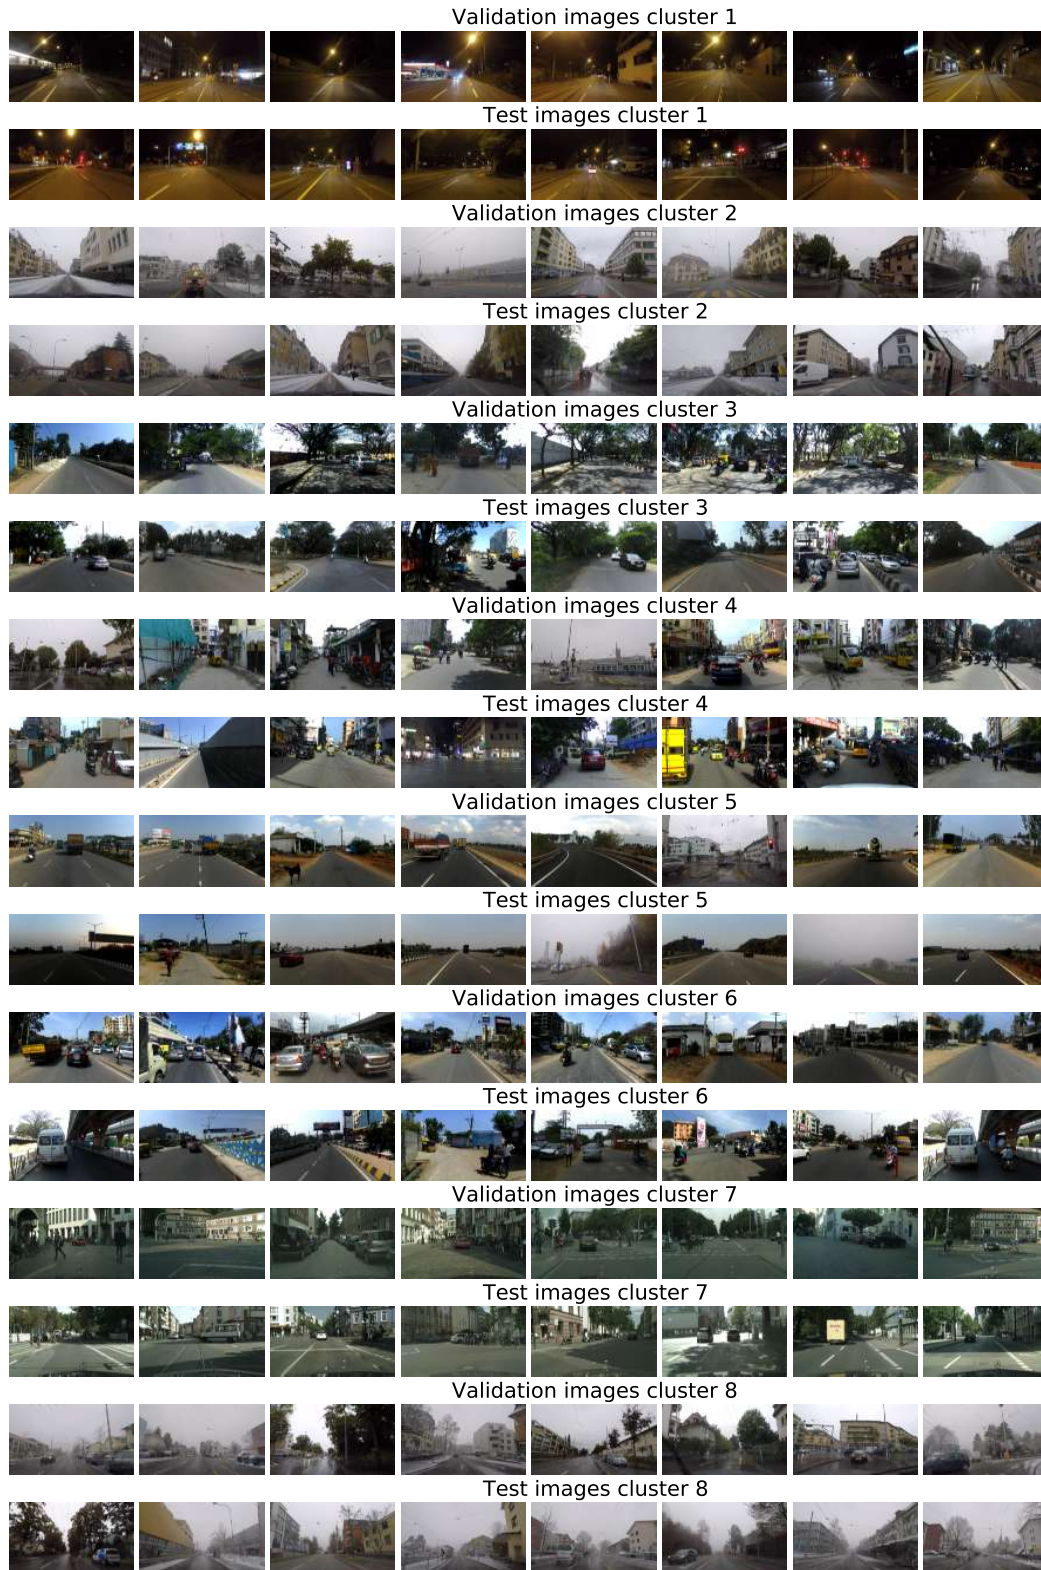 Validation images cluster 1
Test images cluster 1
Validation images cluster 2
Test images cluster 2
Validation images cluster 3
Test images cluster 3
Validation images cluster 4
Test images cluster 4
Validation images cluster 5
Test images cluster 5
Validation images cluster 6
Test images cluster 6
Validation images cluster 7
Test images cluster 7
Validation images cluster 8
Test images cluster 8